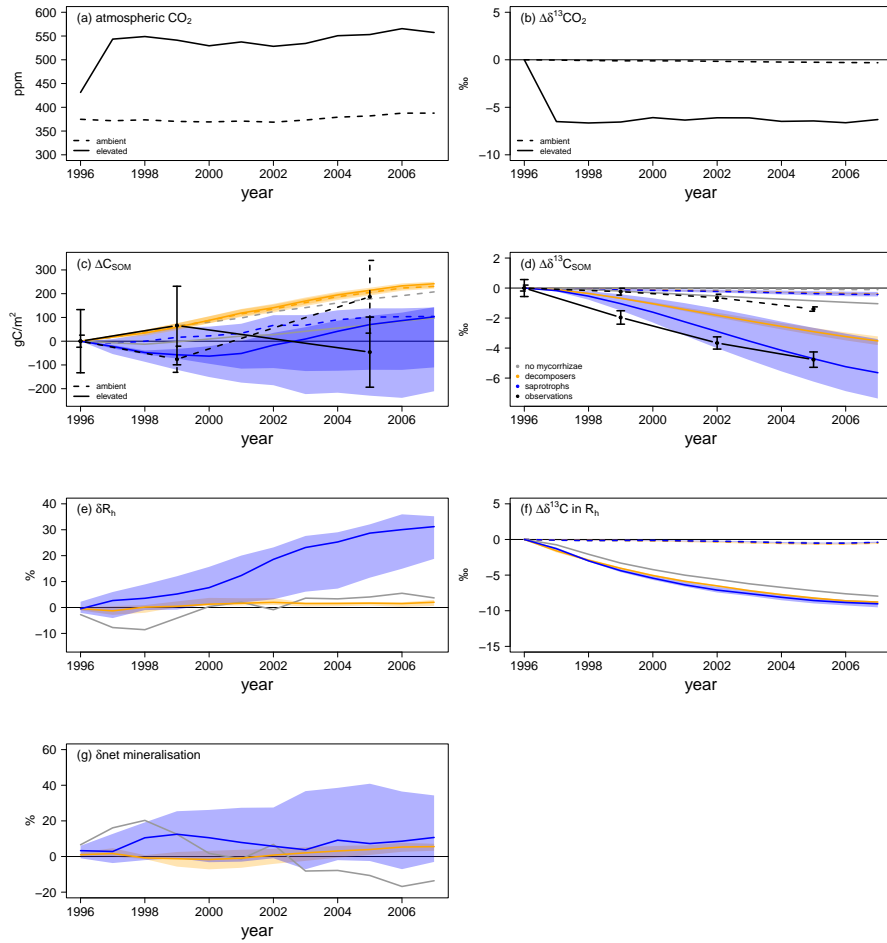 (a) atmospheric CO₂
600
550
500
450
400
350
300
ppm
ambient
elevated
1996 1998 2000 2002 2004 2006
year
(b) Δδ¹³CO₂
0
−5
−10
‰
ambient
elevated
1996 1998 2000 2002 2004 2006
year
(c) ΔC_SOM
300
200
100
0
−100
−200
gC/m²
ambient
elevated
1996 1998 2000 2002 2004 2006
year
(d) Δδ¹³C_SOM
2
0
−2
−4
−6
‰
no mycorrhizae
decomposers
saprotrophs
observations
1996 1998 2000 2002 2004 2006
year
(e) δR_h
40
30
20
10
0
−10
%
1996 1998 2000 2002 2004 2006
year
(f) Δδ¹³C in R_h
5
0
−5
−10
−15
‰
1996 1998 2000 2002 2004 2006
year
(g) δnet mineralisation
60
40
20
0
−20
%
1996 1998 2000 2002 2004 2006
year